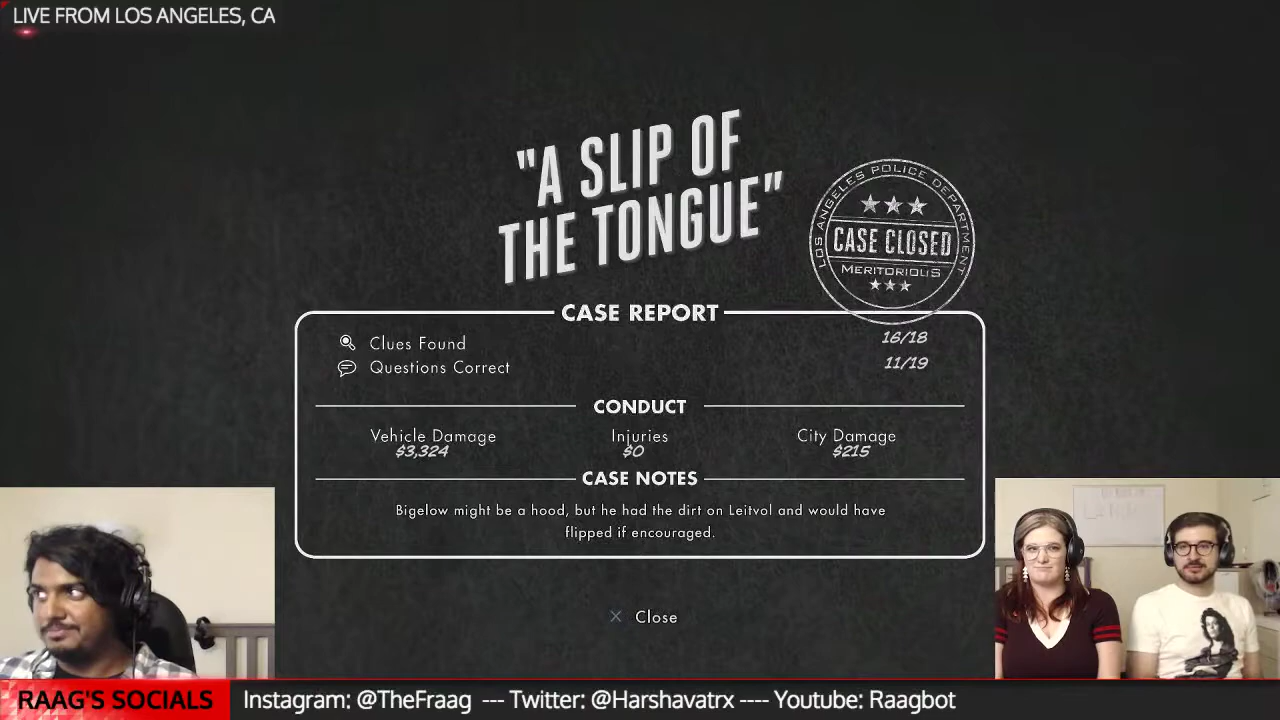 LIVE FROM LOS ANGELES, CA
"A SLIP OF
THE TONGUE"
LOS ANGELES POLICE DEPARTMENT
CASE CLOSED
MERITORIOUS
CASE REPORT
Clues Found 16/18
Questions Correct 11/19
CONDUCT
Vehicle Damage Injuries City Damage
$3,324 $0 $215
CASE NOTES
Bigelow might be a hood, but he had the dirt on Leitvol and would have
flipped if encouraged.
X Close
RAAG'S SOCIALS Instagram: @TheFraag --- Twitter: @Harshavatrx ---- Youtube: Raagbot